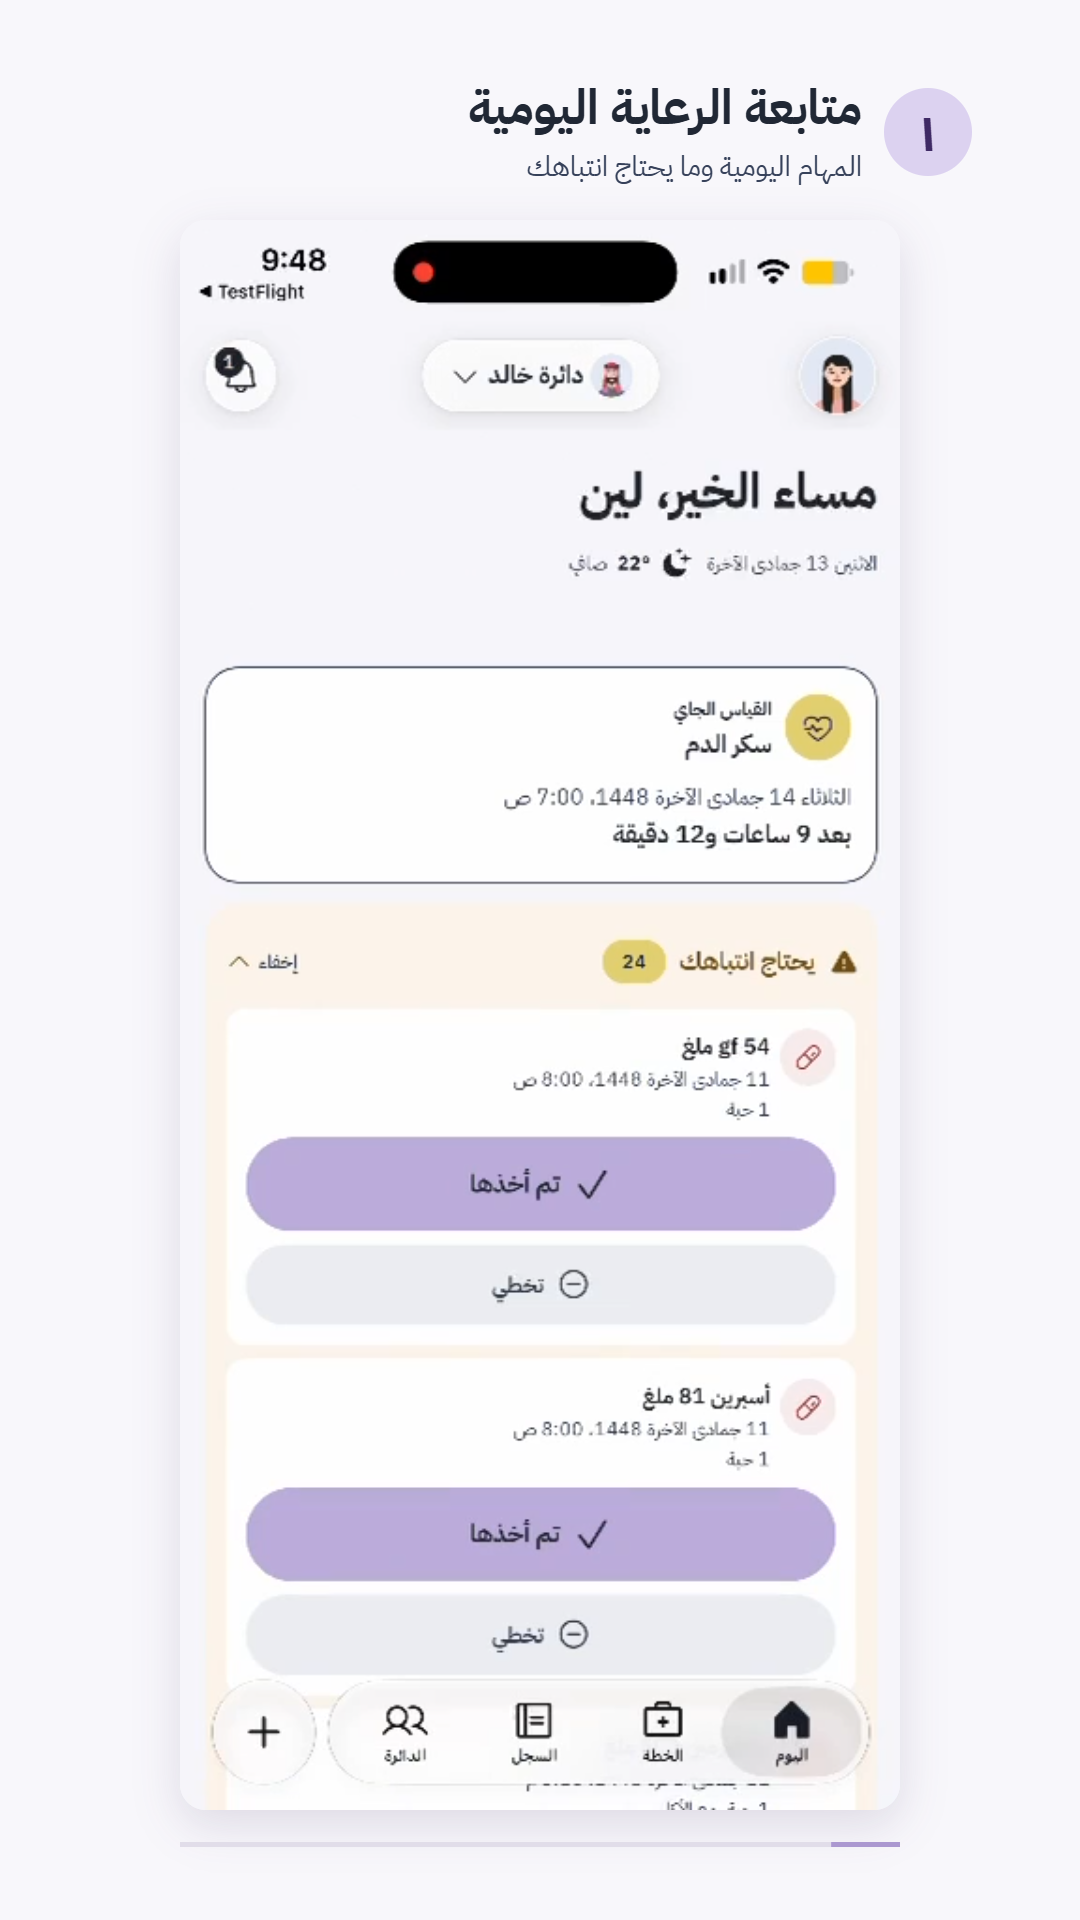 ١
متابعة الرعاية اليومية
المهام اليومية وما يحتاج انتباهك
9:48
◀ TestFlight
دائرة خالد
1
مساء الخير، لين
الاثنين 13 جمادى الآخرة 22° صافي
القياس الجاي
سكر الدم
الثلاثاء 14 جمادى الآخرة 1448، 7:00 ص
بعد 9 ساعات و12 دقيقة
يحتاج انتباهك 24 إخفاء
gf 54 ملغ
11 جمادى الآخرة 1448، 8:00 ص
1 حبة
تم أخذها
تخطي
أسبرين 81 ملغ
11 جمادى الآخرة 1448، 8:00 ص
1 حبة
تم أخذها
تخطي
اليوم
الخطة
السجل
الدائرة